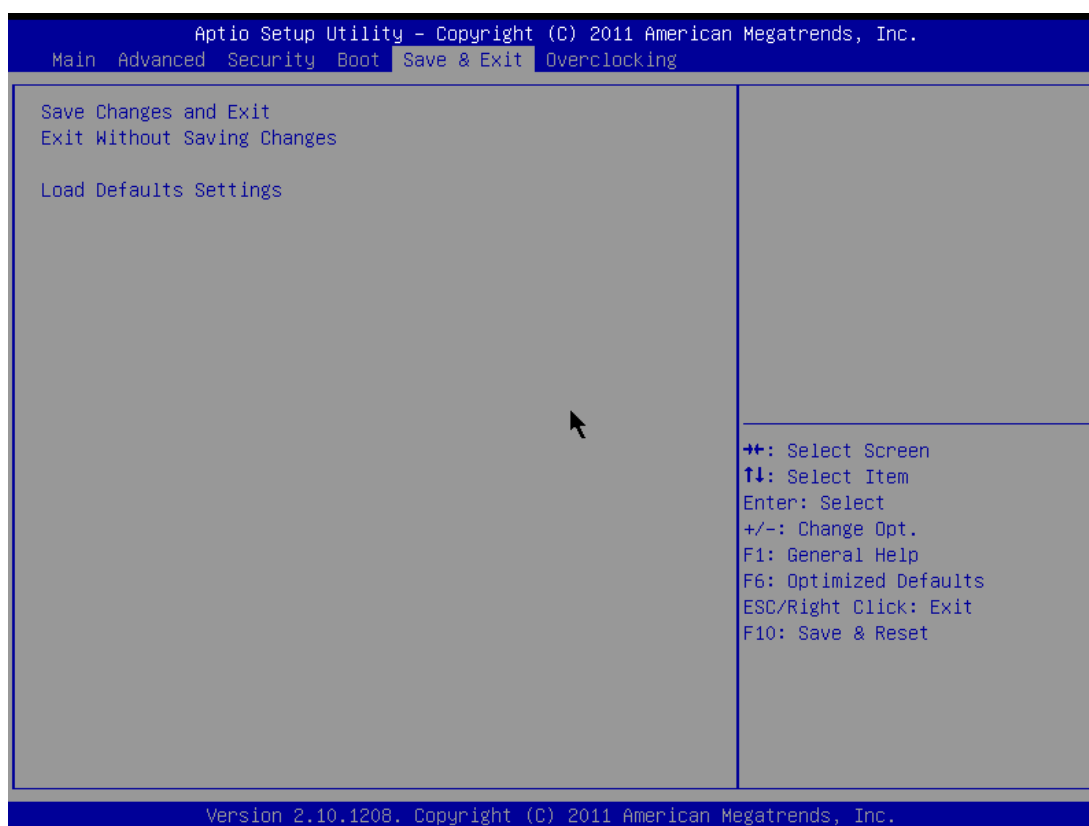 Aptio Setup Utility – Copyright (C) 2011 American Megatrends, Inc.
Main Advanced Security Boot Save & Exit Overclocking
Save Changes and Exit
Exit Without Saving Changes
Load Defaults Settings
→←: Select Screen
↑↓: Select Item
Enter: Select
+/-: Change Opt.
F1: General Help
F6: Optimized Defaults
ESC/Right Click: Exit
F10: Save & Reset
Version 2.10.1208. Copyright (C) 2011 American Megatrends, Inc.